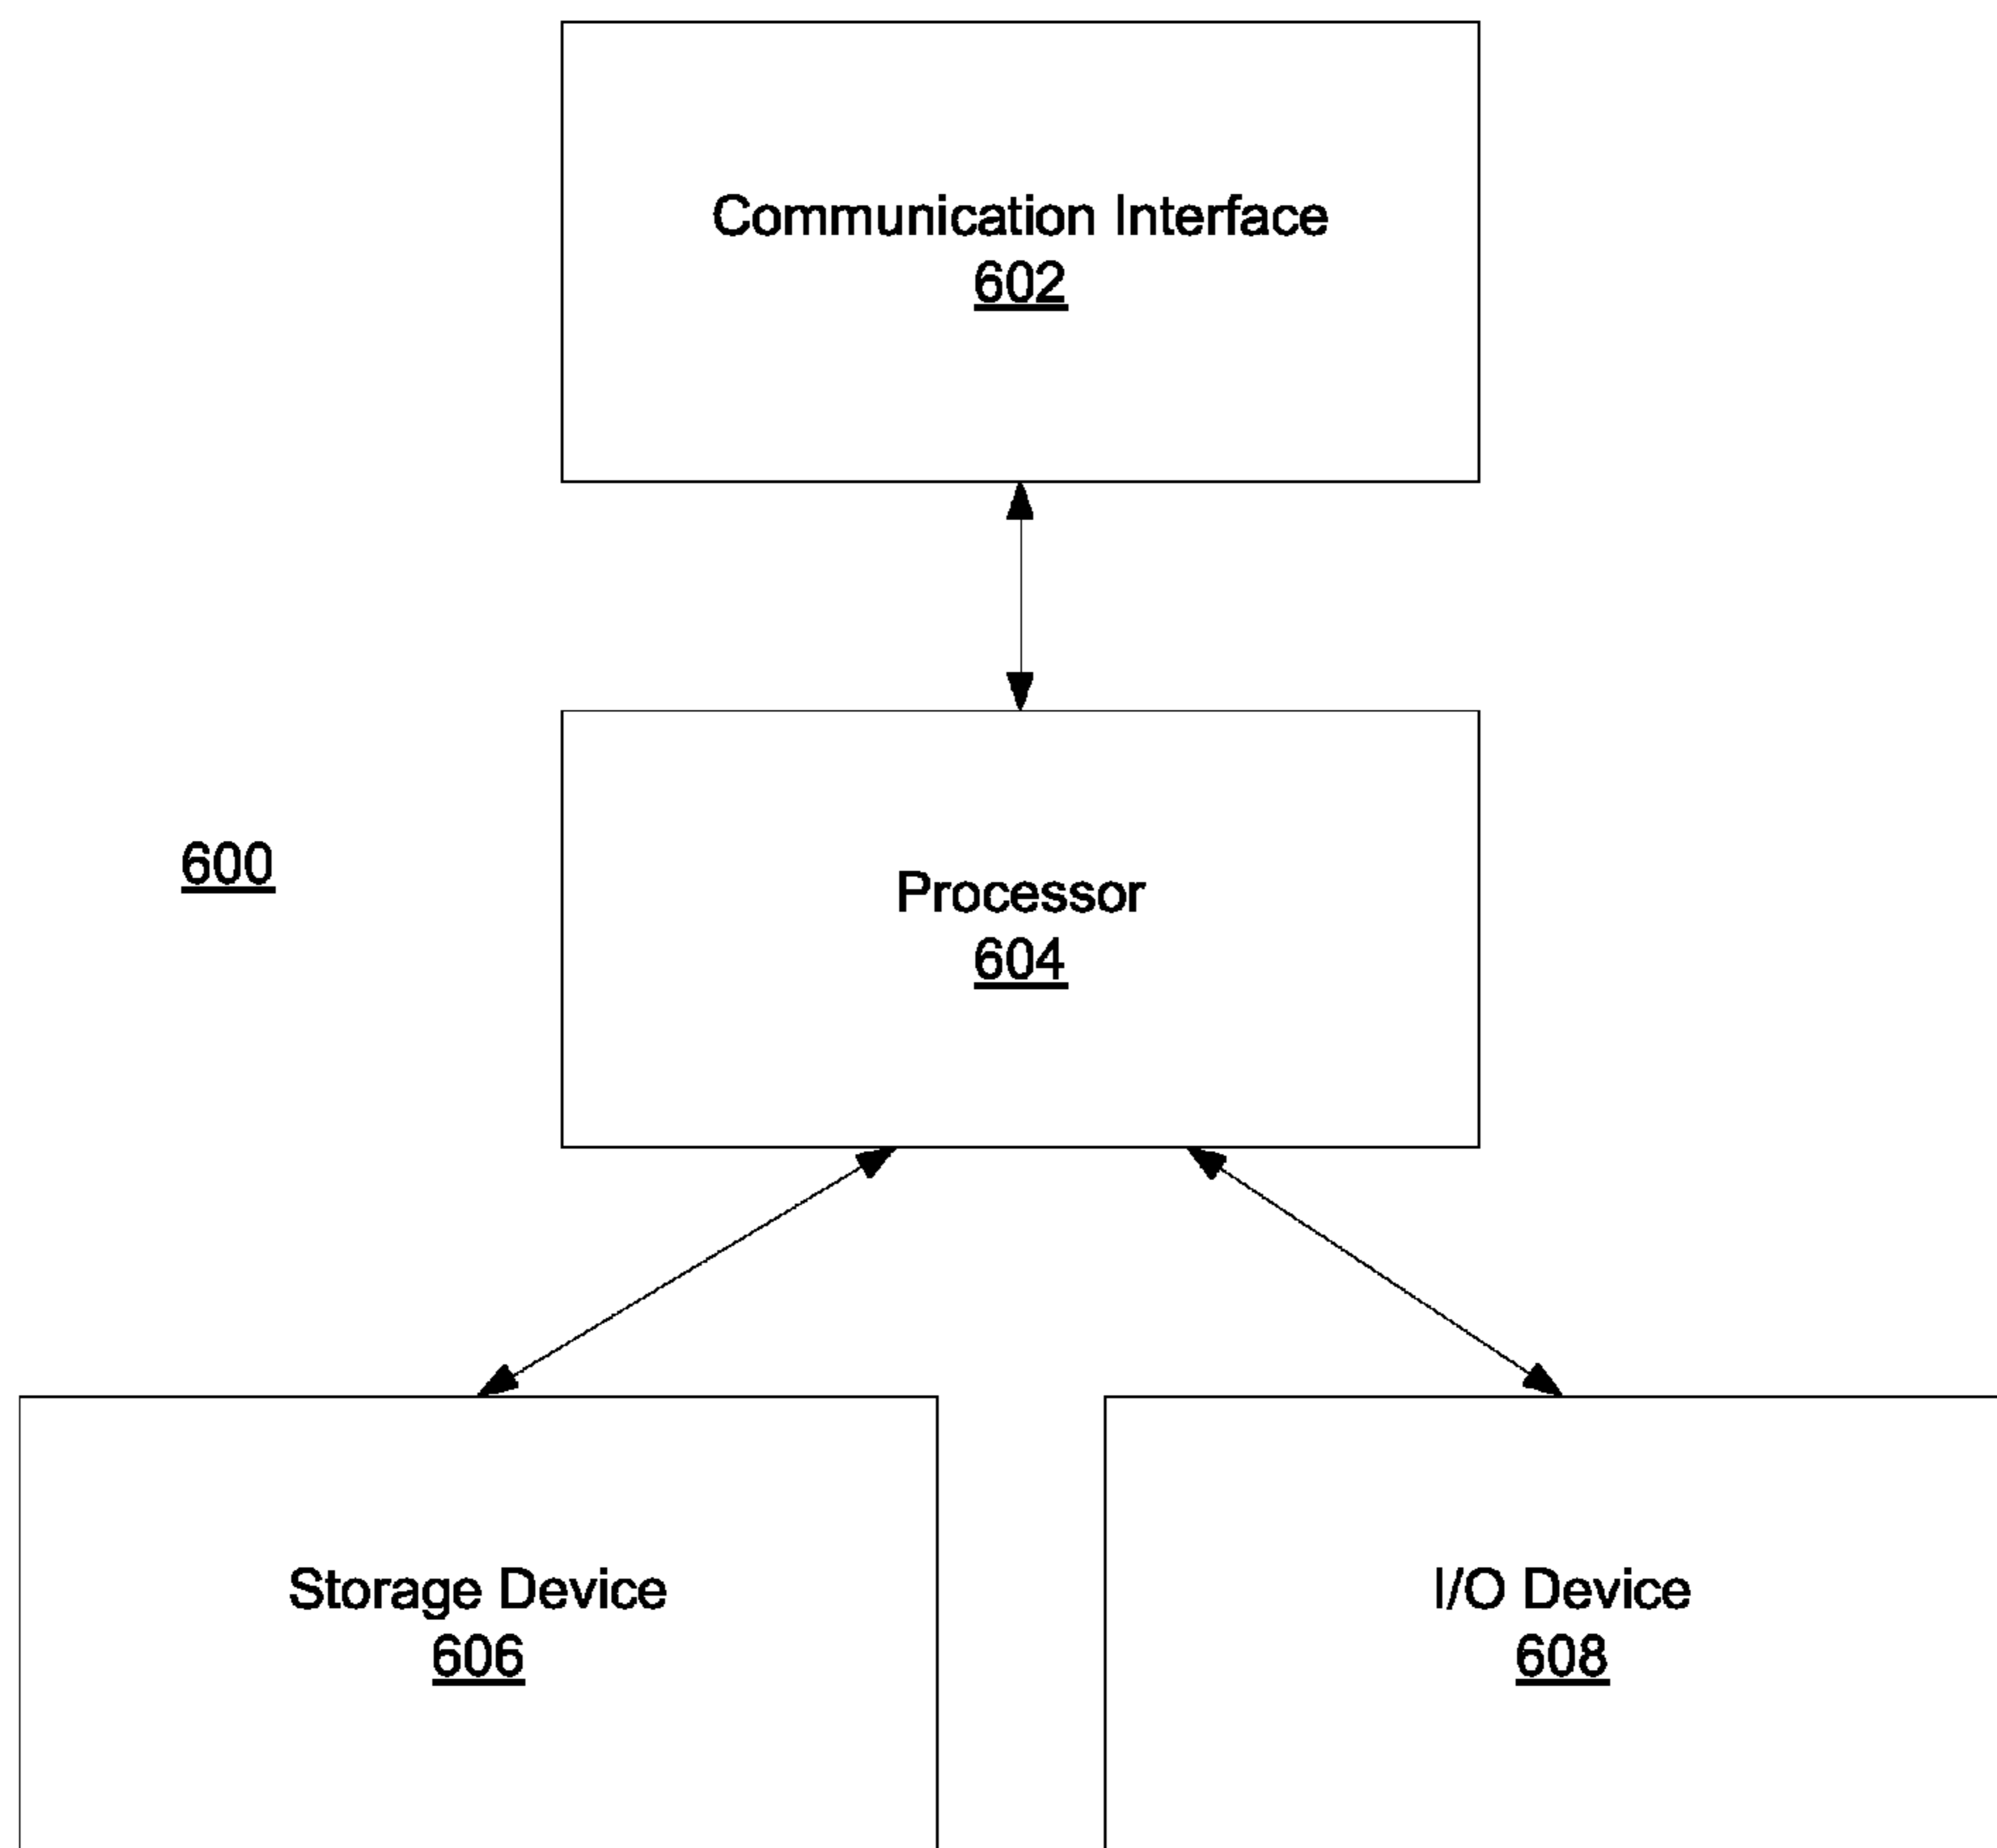 Communication Interface
602
600
Processor
604
Storage Device
606
I/O Device
608